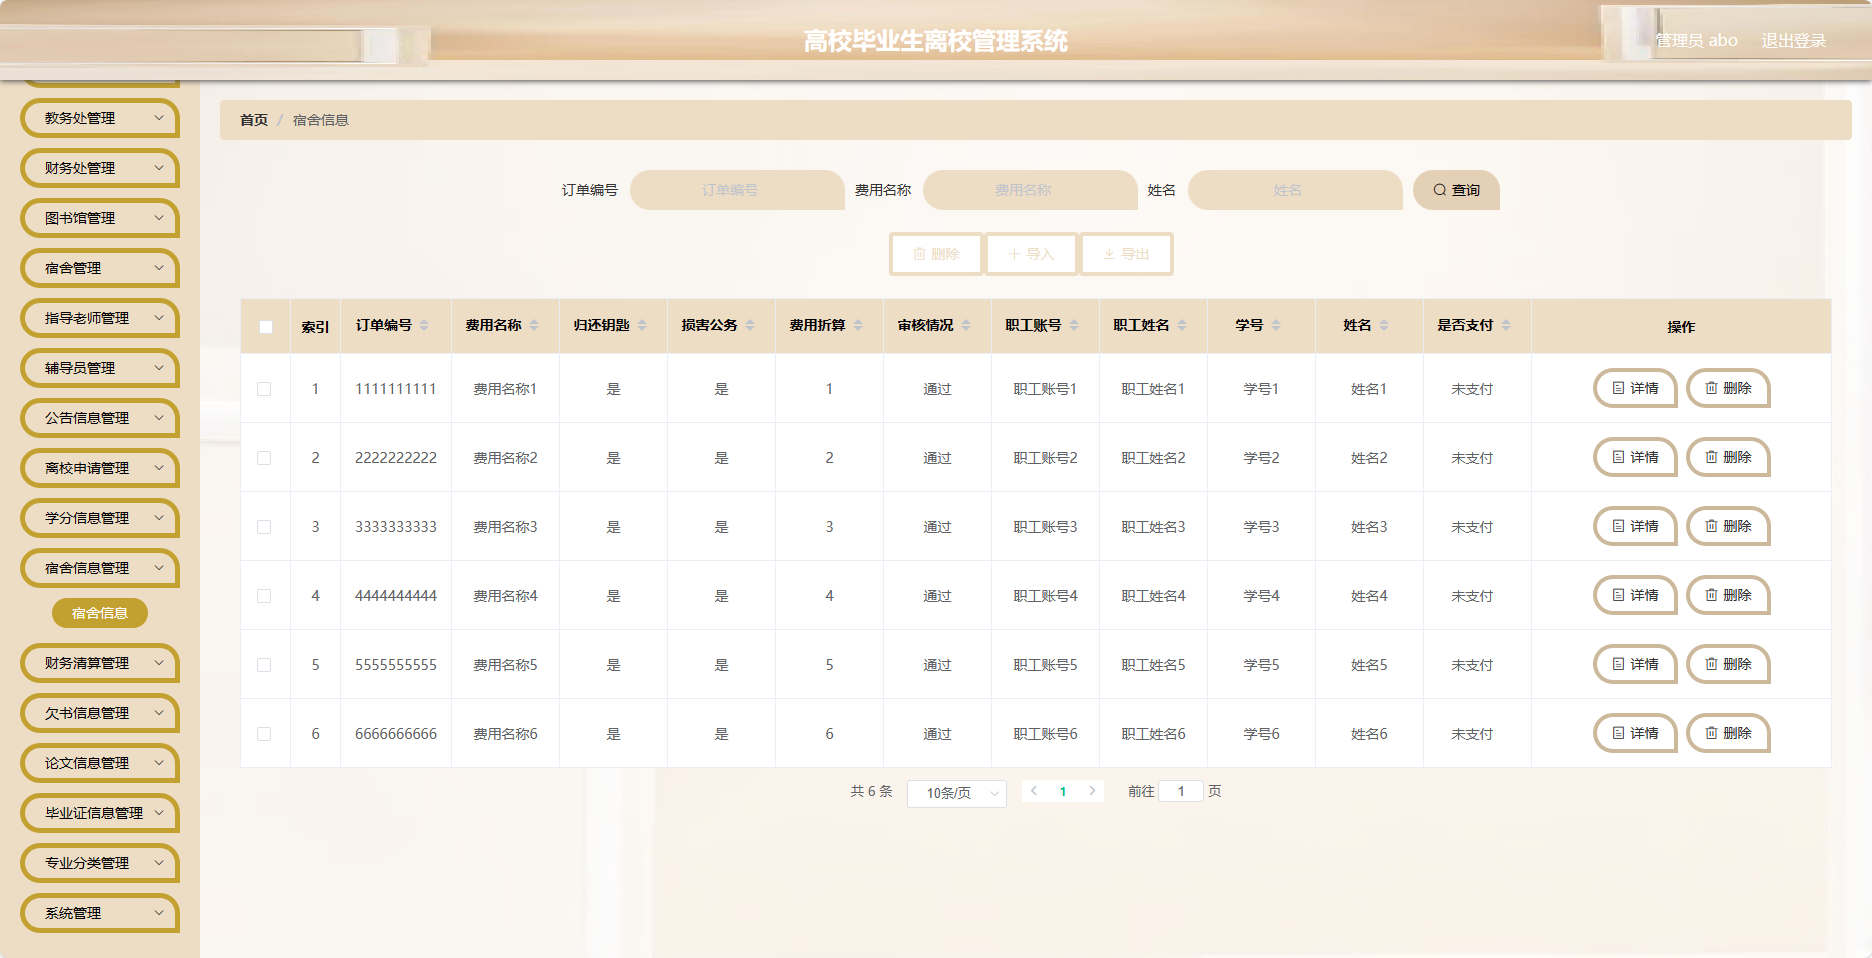 高校毕业生离校管理系统
管理员 abo 退出登录
教务处管理
财务处管理
图书馆管理
宿舍管理
指导老师管理
辅导员管理
公告信息管理
离校申请管理
学分信息管理
宿舍信息管理
宿舍信息
财务清算管理
欠书信息管理
论文信息管理
毕业证信息管理
专业分类管理
系统管理
首页 / 宿舍信息
订单编号 订单编号 费用名称 费用名称 姓名 姓名 查询
删除 导入 导出
索引 订单编号 费用名称 归还钥匙 损害公务 费用折算 审核情况 职工账号 职工姓名 学号 姓名 是否支付 操作
1 1111111111 费用名称1 是 是 1 通过 职工账号1 职工姓名1 学号1 姓名1 未支付 详情 删除
2 2222222222 费用名称2 是 是 2 通过 职工账号2 职工姓名2 学号2 姓名2 未支付 详情 删除
3 3333333333 费用名称3 是 是 3 通过 职工账号3 职工姓名3 学号3 姓名3 未支付 详情 删除
4 4444444444 费用名称4 是 是 4 通过 职工账号4 职工姓名4 学号4 姓名4 未支付 详情 删除
5 5555555555 费用名称5 是 是 5 通过 职工账号5 职工姓名5 学号5 姓名5 未支付 详情 删除
6 6666666666 费用名称6 是 是 6 通过 职工账号6 职工姓名6 学号6 姓名6 未支付 详情 删除
共 6 条 10条/页 1 前往 1 页